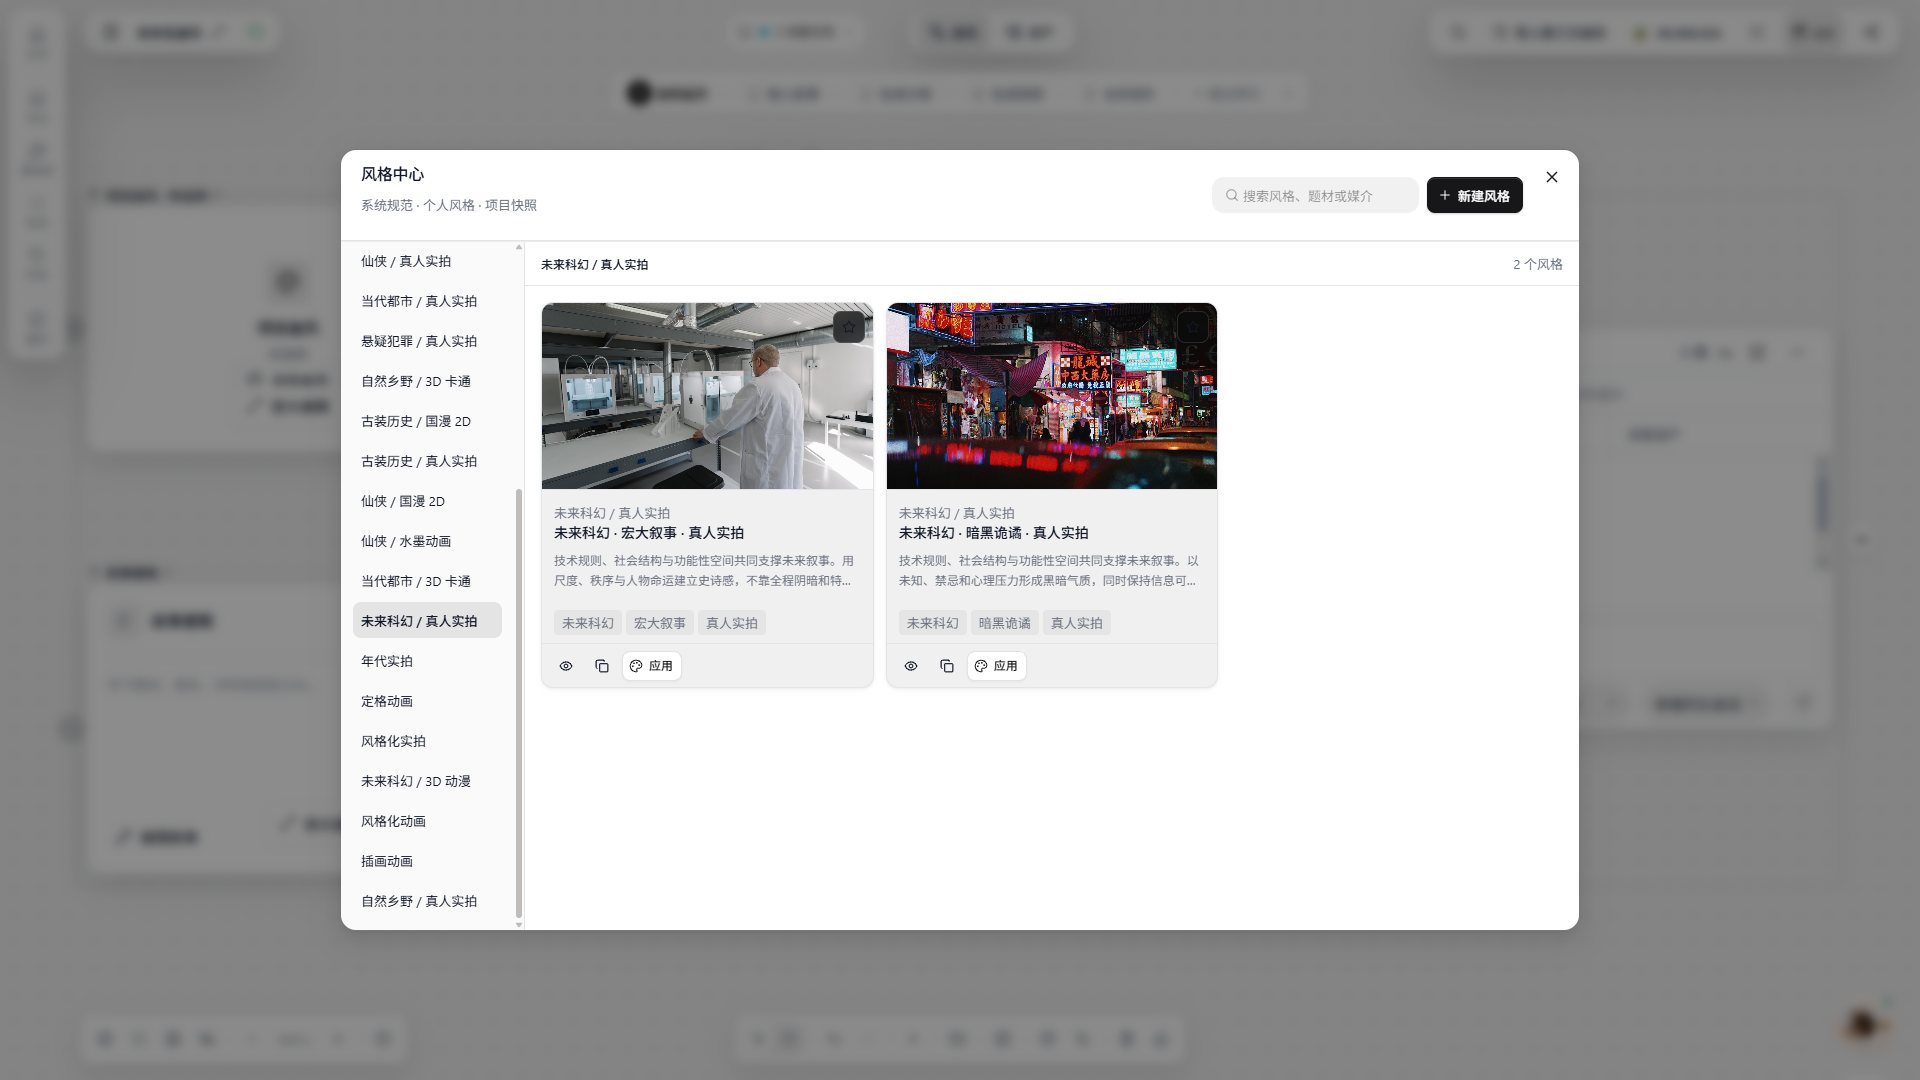 风格中心
系统规范 · 个人风格 · 项目快照
搜索风格、题材或媒介
新建风格
仙侠 / 真人实拍
当代都市 / 真人实拍
悬疑犯罪 / 真人实拍
自然乡野 / 3D 卡通
古装历史 / 国漫 2D
古装历史 / 真人实拍
仙侠 / 国漫 2D
仙侠 / 水墨动画
当代都市 / 3D 卡通
未来科幻 / 真人实拍
年代实拍
定格动画
风格化实拍
未来科幻 / 3D 动漫
风格化动画
插画动画
自然乡野 / 真人实拍
未来科幻 / 真人实拍
2 个风格
未来科幻 / 真人实拍
未来科幻 · 宏大叙事 · 真人实拍
技术规则、社会结构与功能性空间共同支撑未来叙事。用
尺度、秩序与人物命运建立史诗感，不靠全程阴暗和特...
未来科幻 宏大叙事 真人实拍
应用
龍城
中西大藥房
未来科幻 / 真人实拍
未来科幻 · 暗黑诡谲 · 真人实拍
技术规则、社会结构与功能性空间共同支撑未来叙事。以
未知、禁忌和心理压力形成黑暗气质，同时保持信息可...
未来科幻 暗黑诡谲 真人实拍
应用